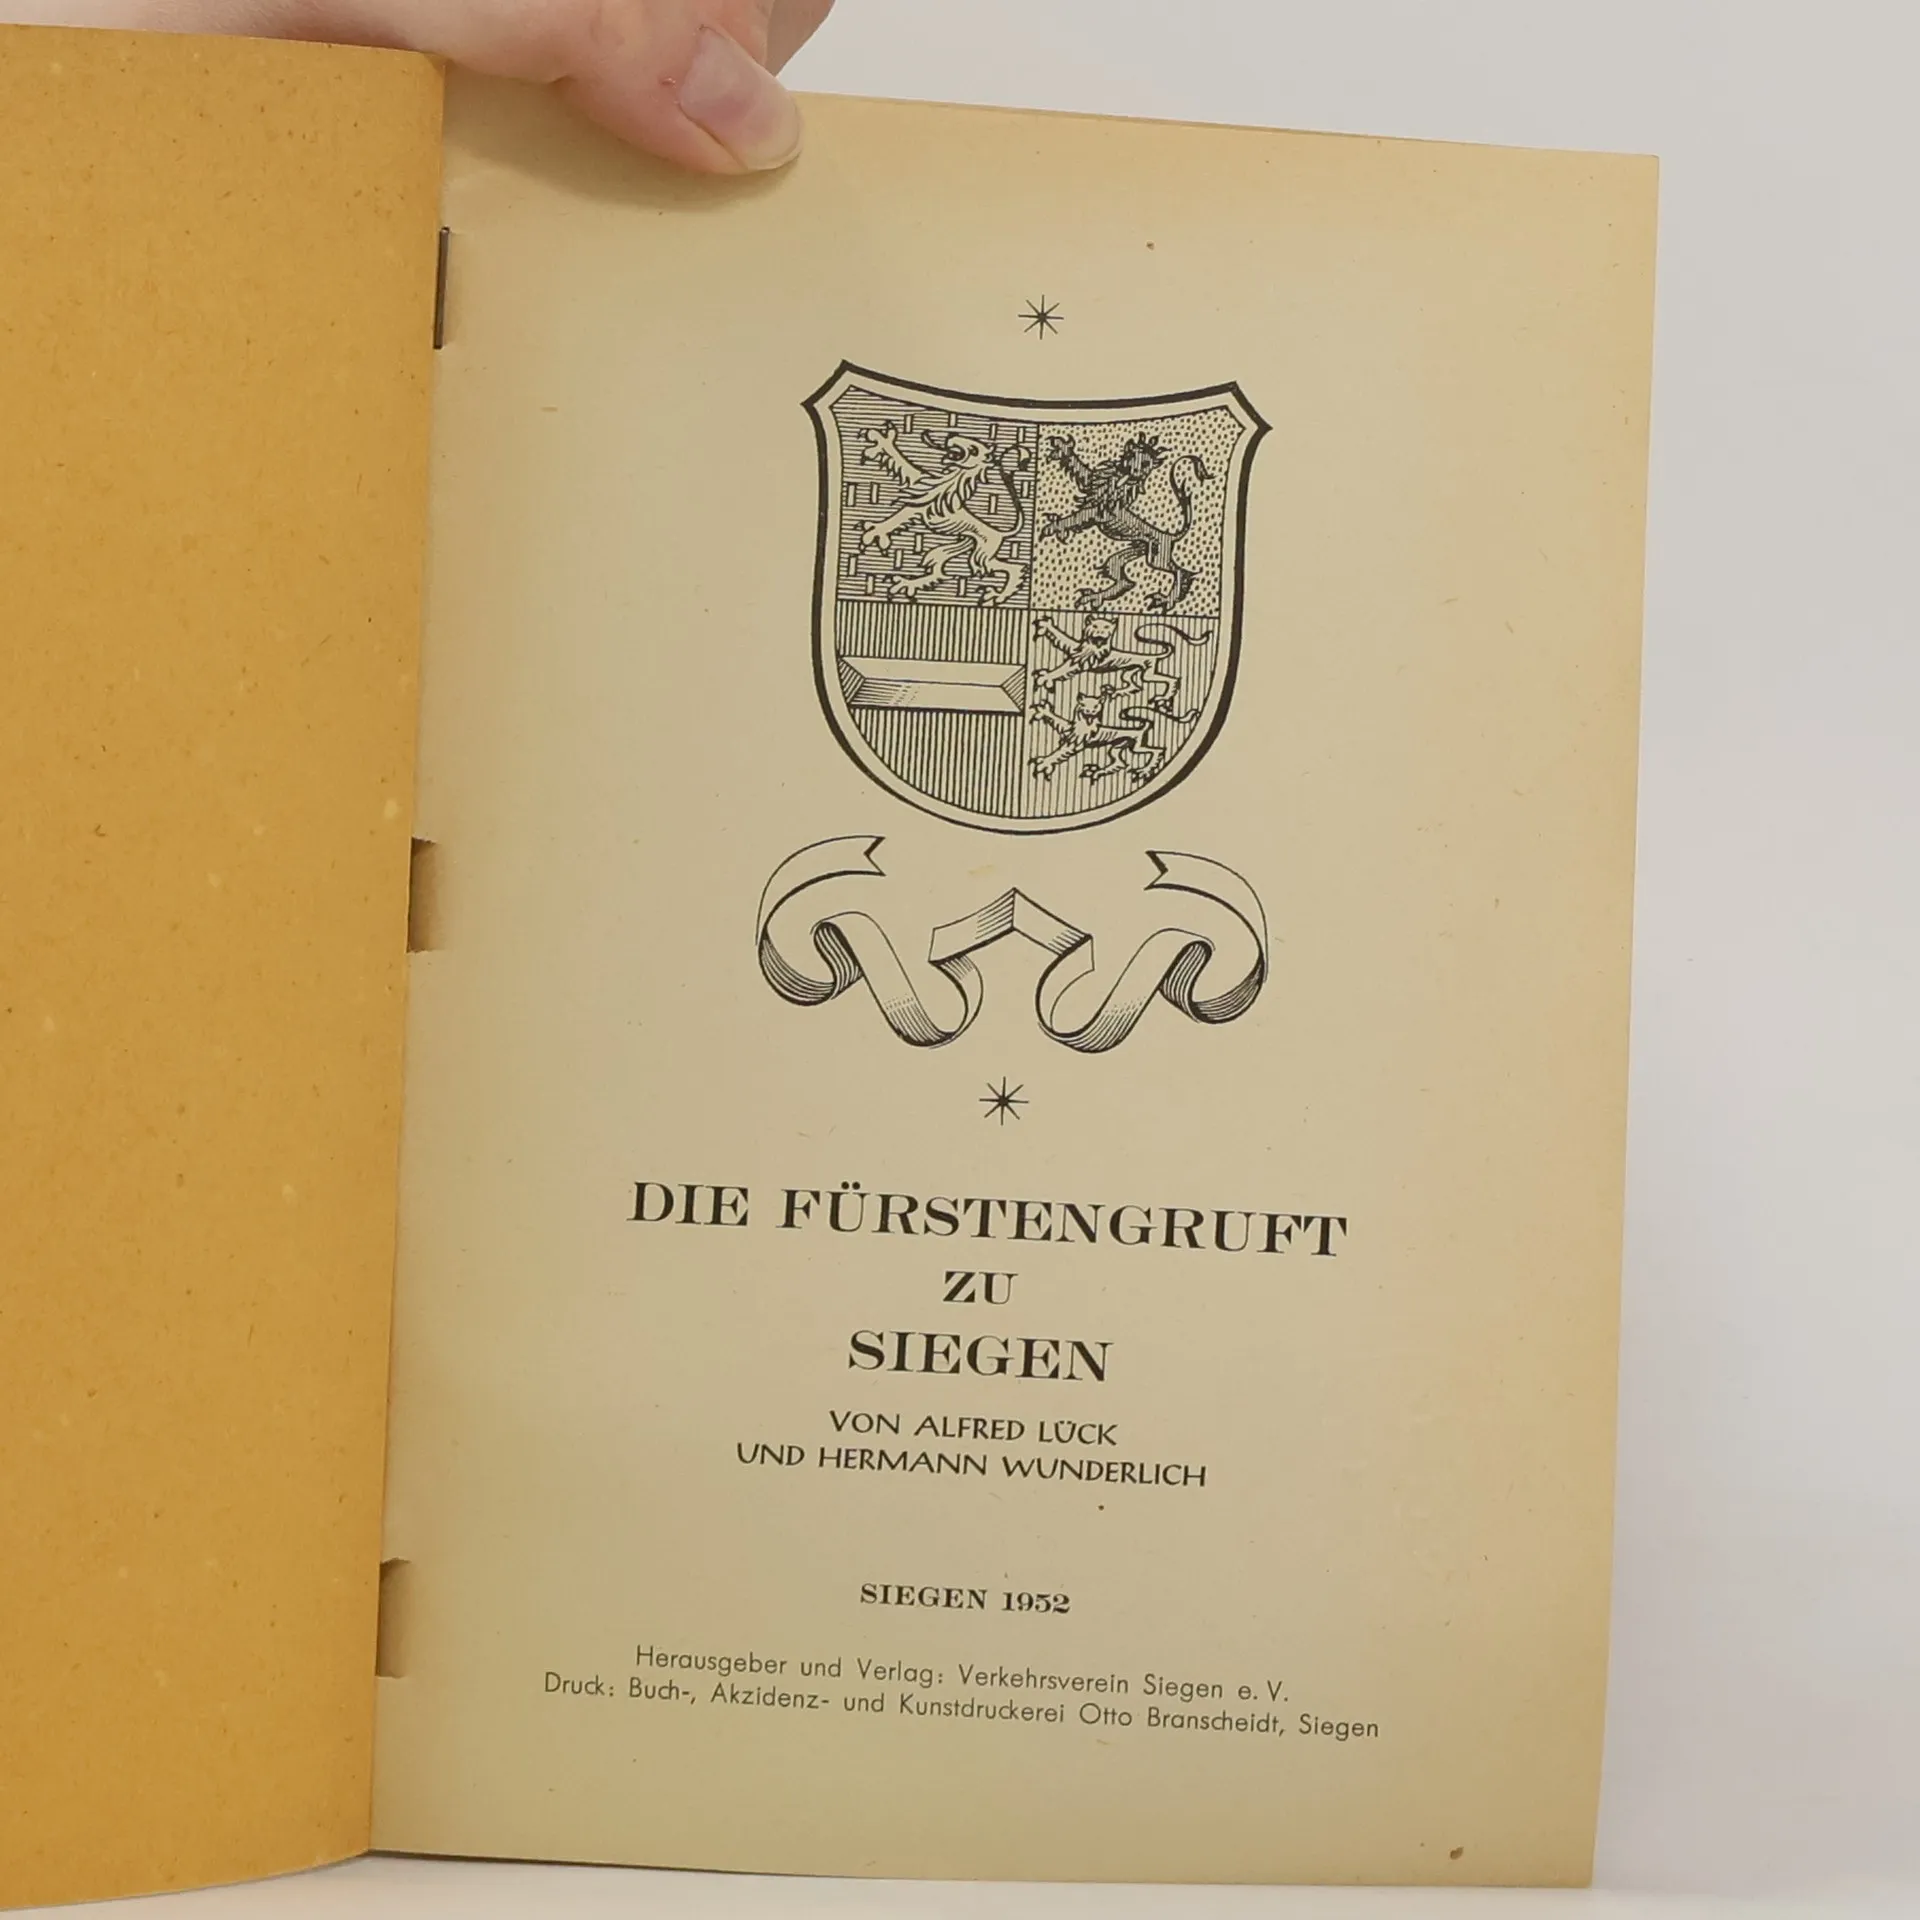 DIE FÜRSTENGRUFT
ZU
SIEGEN
VON ALFRED LÜCK
UND HERMANN WUNDERLICH
SIEGEN 1952
Herausgeber und Verlag: Verkehrsverein Siegen e. V.
Druck: Buch-, Akzidenz- und Kunstdruckerei Otto Branscheidt, Siegen